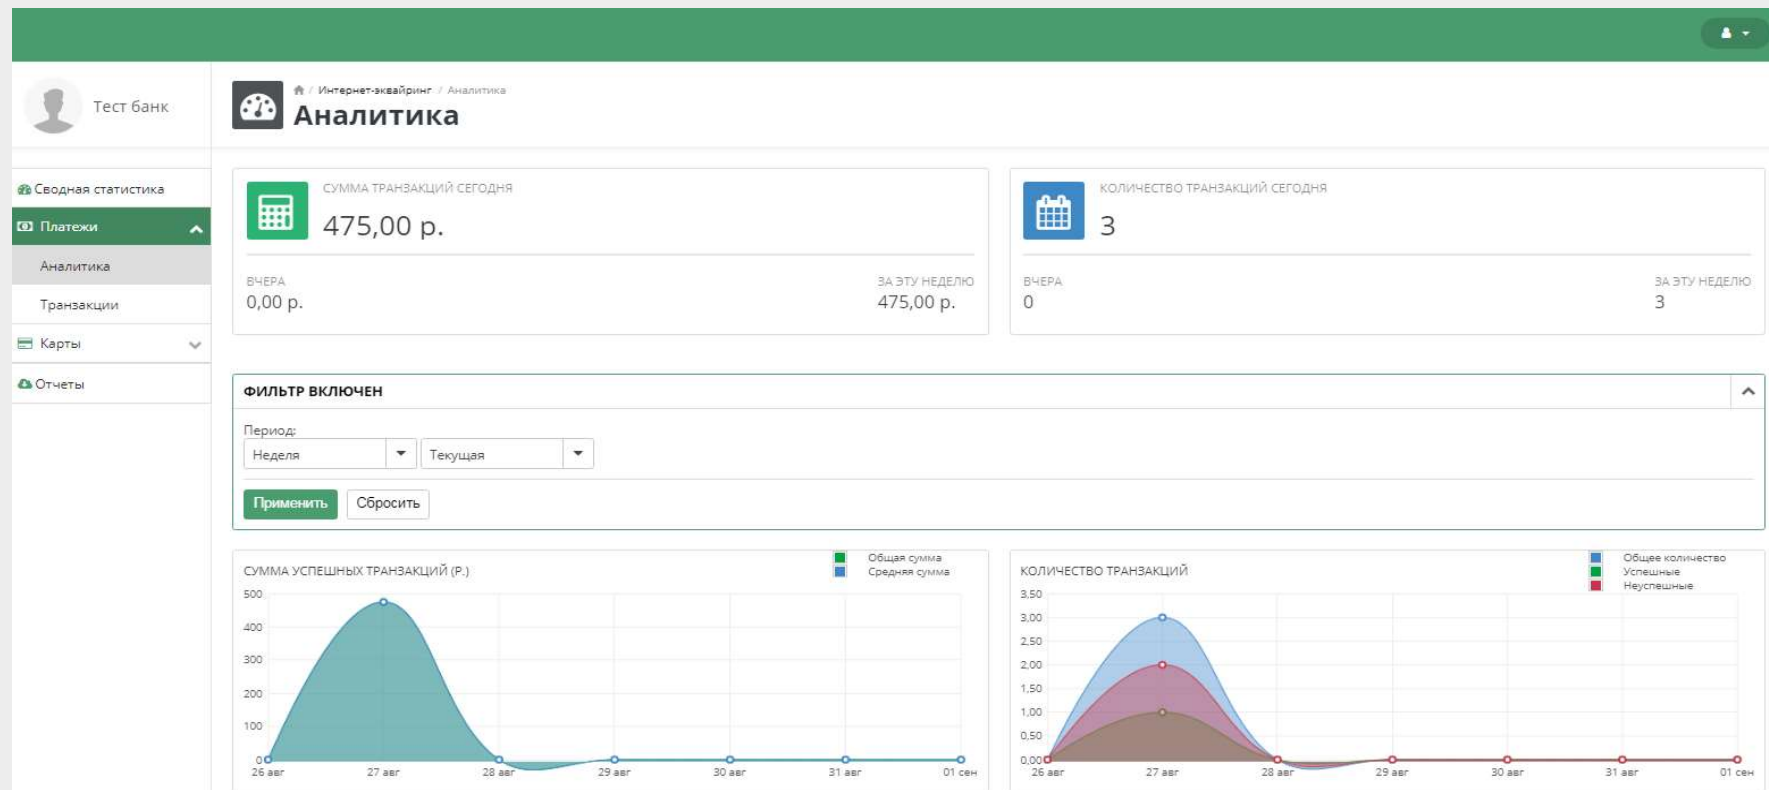 Тест банк
/ Интернет-эквайринг / Аналитика
Аналитика
Сводная статистика
Платежи
Аналитика
Транзакции
Карты
Отчеты
СУММА ТРАНЗАКЦИЙ СЕГОДНЯ
475,00 р.
ВЧЕРА
0,00 р.
ЗА ЭТУ НЕДЕЛЮ
475,00 р.
КОЛИЧЕСТВО ТРАНЗАКЦИЙ СЕГОДНЯ
3
ВЧЕРА
0
ЗА ЭТУ НЕДЕЛЮ
3
ФИЛЬТР ВКЛЮЧЕН
Период:
Неделя
Текущая
Применить
Сбросить
СУММА УСПЕШНЫХ ТРАНЗАКЦИЙ (Р.)
Общая сумма
Средняя сумма
500
400
300
200
100
0
26 авг 27 авг 28 авг 29 авг 30 авг 31 авг 01 сен
КОЛИЧЕСТВО ТРАНЗАКЦИЙ
Общее количество
Успешные
Неуспешные
3,50
3,00
2,50
2,00
1,50
1,00
0,50
0,00
26 авг 27 авг 28 авг 29 авг 30 авг 31 авг 01 сен